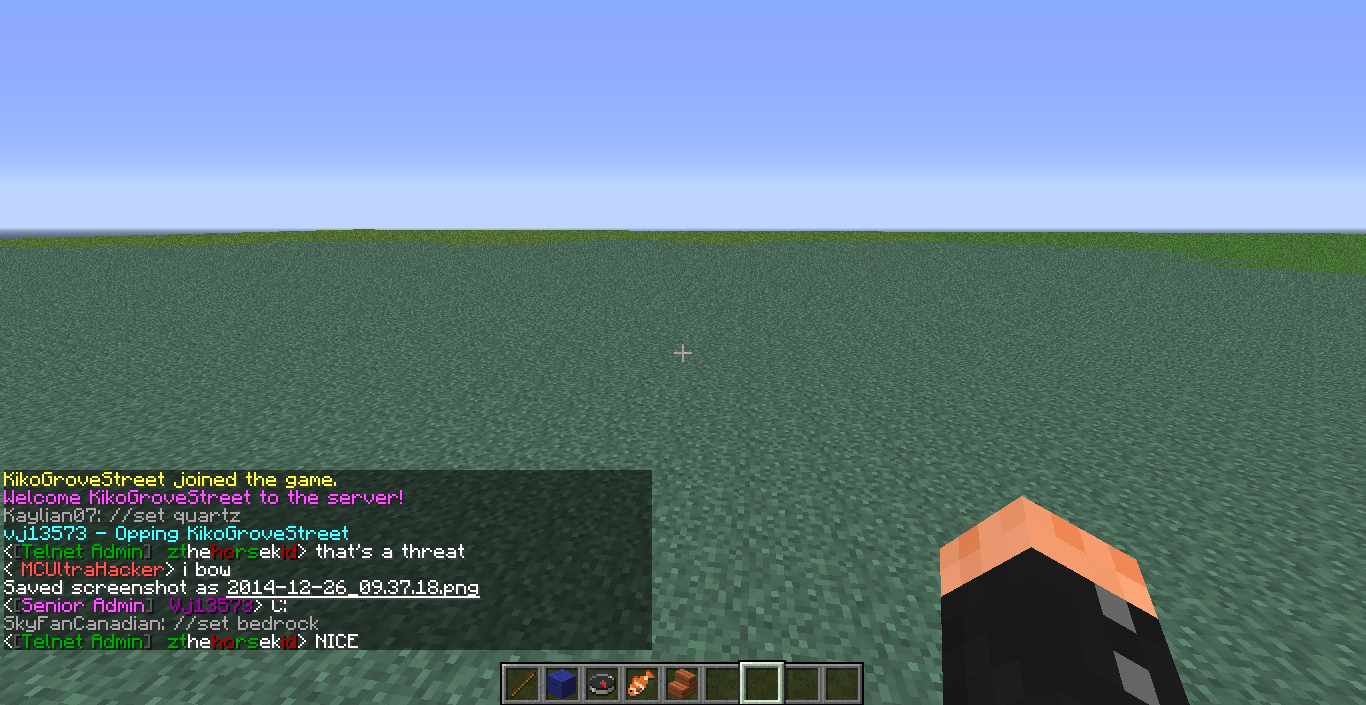 KikoGroveStreet joined the game.
Welcome KikoGroveStreet to the server!
Kaylian07: //set quartz
vj13573 - Opping KikoGroveStreet
<[Telnet Admin] zthehorsekid> that's a threat
< MCUltraHacker> i bow
Saved screenshot as 2014-12-26_09.37.18.png
<[Senior Admin] Vj13573> C:
SkyFanCanadian: //set bedrock
<[Telnet Admin] zthehorsekid> NICE